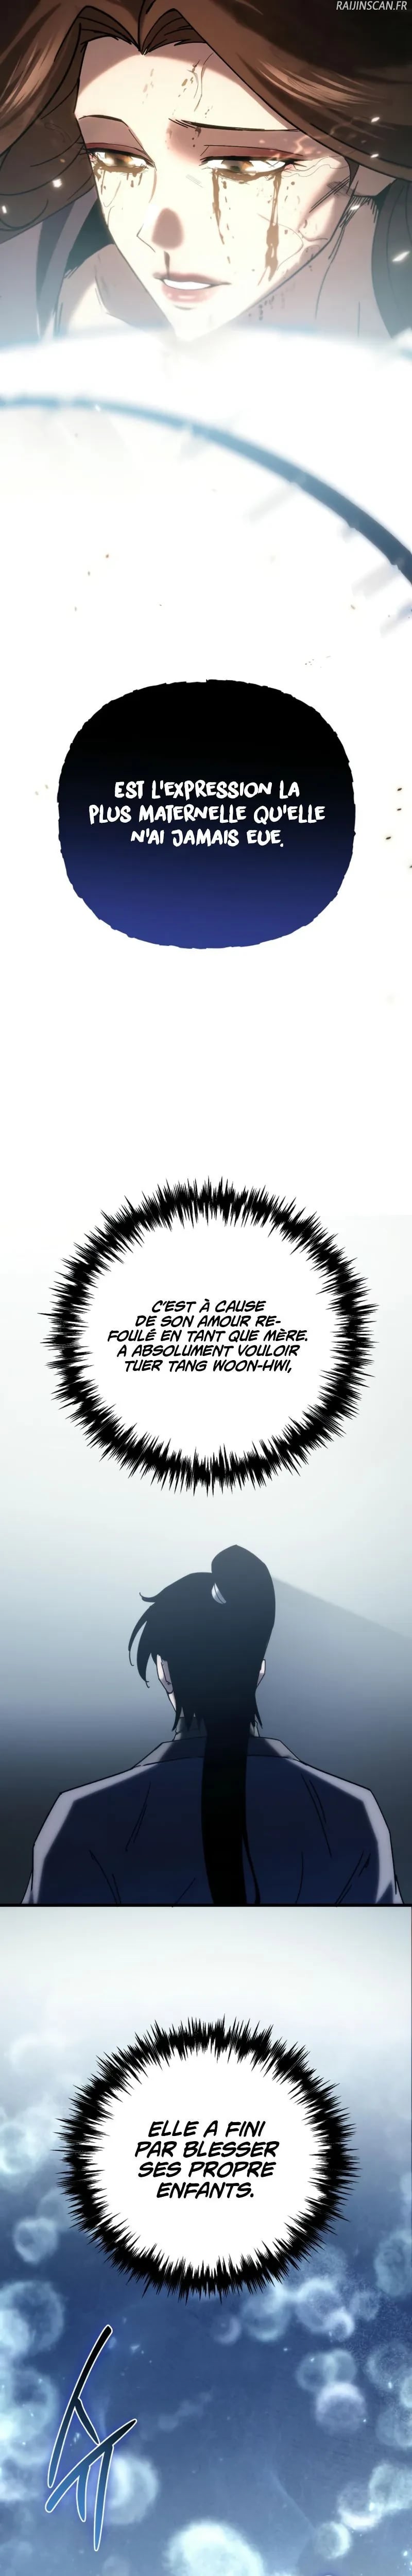 RAIJINSCAN.FR
EST L'EXPRESSION LA
PLUS MATERNELLE QU'ELLE
N'AI JAMAIS EUE.
C'EST À CAUSE
DE SON AMOUR RE-
FOULÉ EN TANT QUE MÈRE.
A ABSOLUMENT VOULOIR
TUER TANG WOON-HWI,
ELLE A FINI
PAR BLESSER
SES PROPRE
ENFANTS.